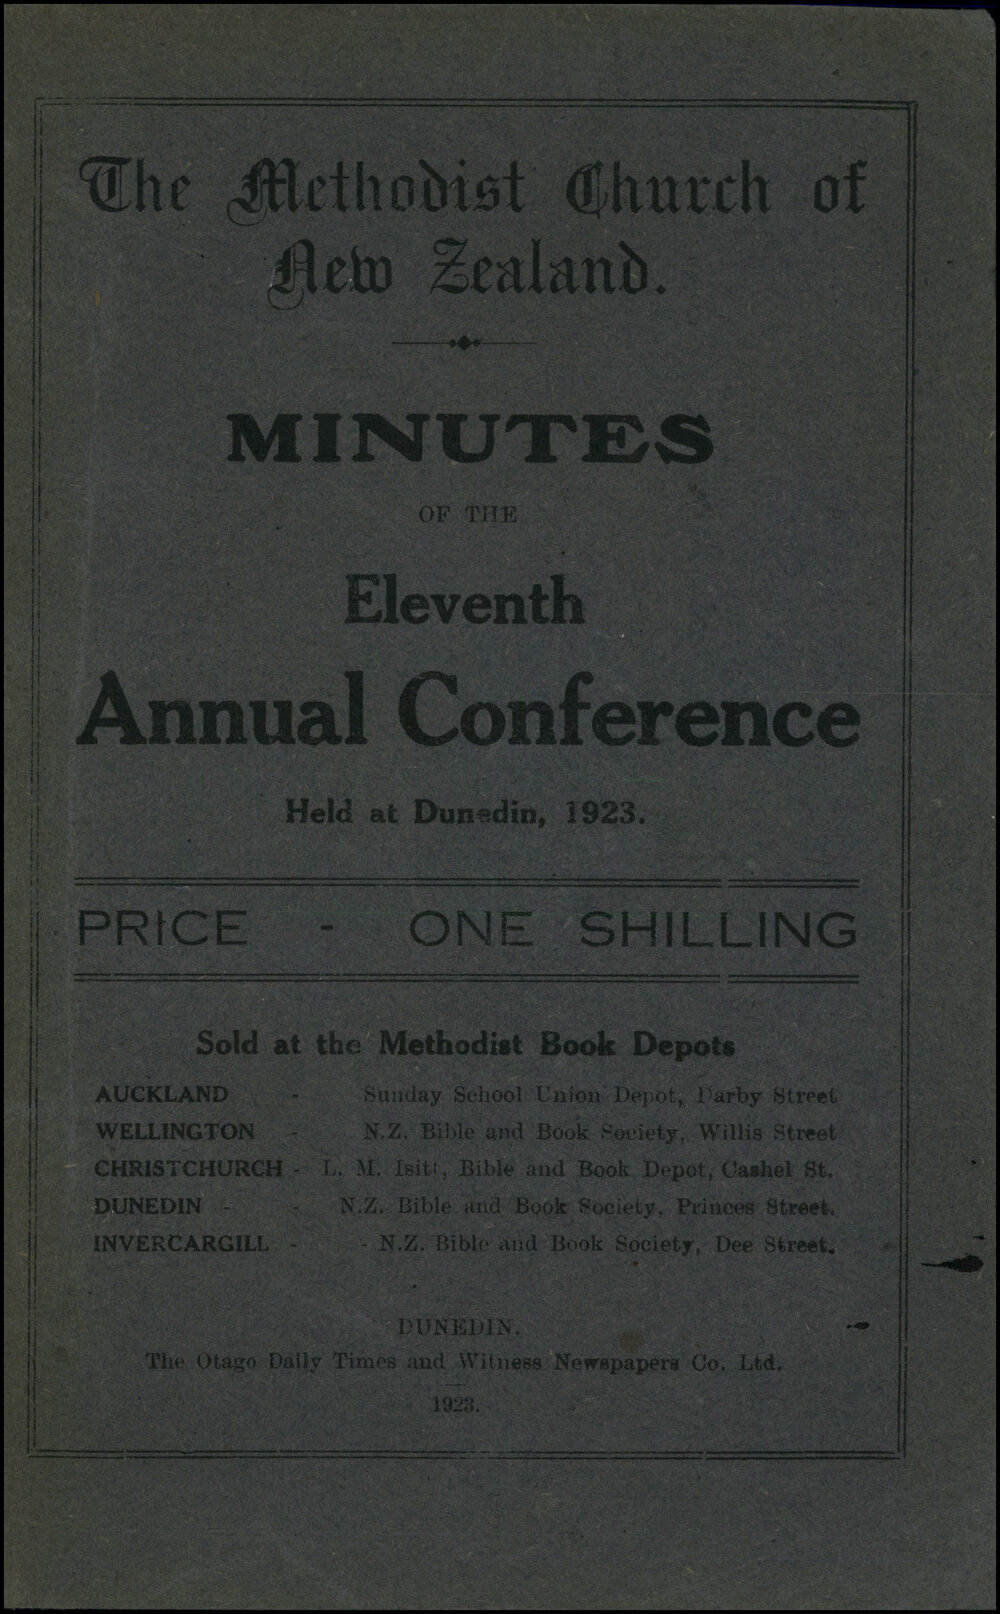 The Methodist Church of
New Zealand.
MINUTES
OF THE
Eleventh
Annual Conference
Held at Dunedin, 1923.
PRICE - ONE SHILLING
Sold at the Methodist Book Depots
AUCKLAND - Sunday School Union Depot, Darby Street
WELLINGTON - N.Z. Bible and Book Society, Willis Street
CHRISTCHURCH - L. M. Isitt, Bible and Book Depot, Cashel St.
DUNEDIN - - N.Z. Bible and Book Society, Princes Street.
INVERCARGILL - - N.Z. Bible and Book Society, Dee Street.
DUNEDIN.
The Otago Daily Times and Witness Newspapers Co. Ltd.
1923.